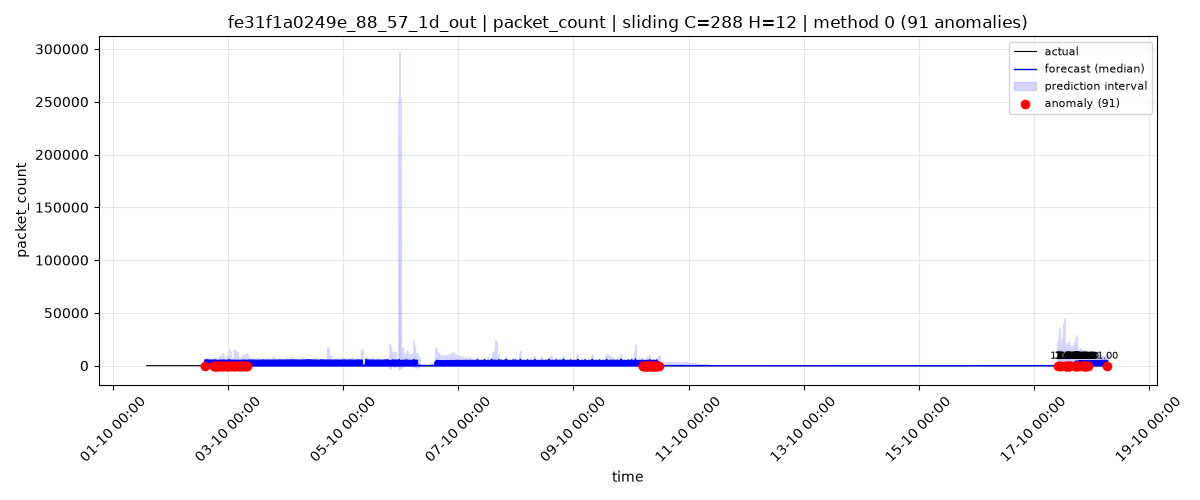 fe31f1a0249e_88_57_1d_out | packet_count | sliding C=288 H=12 | method 0 (91 anomalies)
300000
250000
200000
150000
100000
50000
0
packet_count
actual
forecast (median)
prediction interval
anomaly (91)
01-10 00:00
03-10 00:00
05-10 00:00
07-10 00:00
09-10 00:00
11-10 00:00
13-10 00:00
15-10 00:00
17-10 00:00
19-10 00:00
time